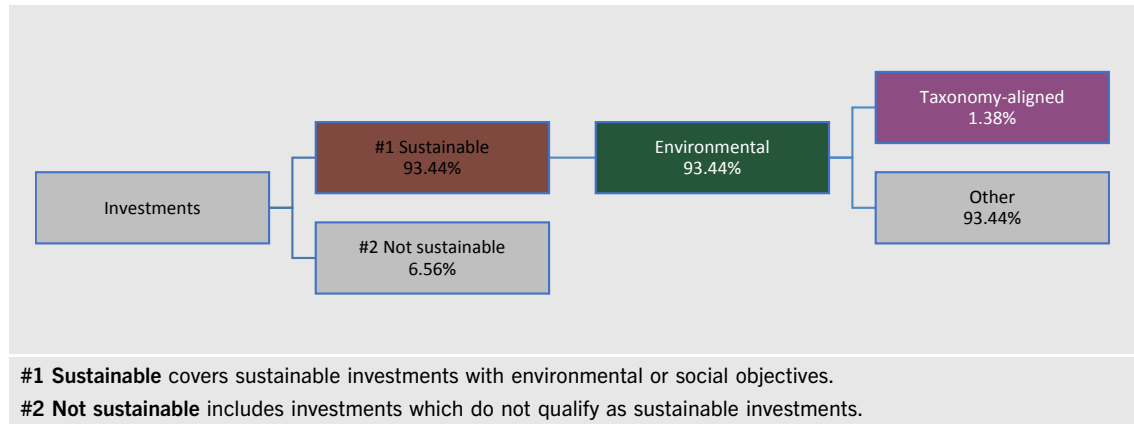 Taxonomy-aligned
1.38%
#1 Sustainable
93.44%
Environmental
93.44%
Investments
Other
93.44%
#2 Not sustainable
6.56%
#1 Sustainable covers sustainable investments with environmental or social objectives.
#2 Not sustainable includes investments which do not qualify as sustainable investments.